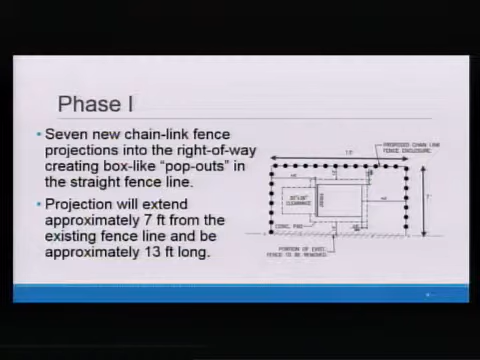 Phase I
• Seven new chain-link fence
projections into the right-of-way
creating box-like “pop-outs” in
the straight fence line.
• Projection will extend
approximately 7 ft from the
existing fence line and be
approximately 13 ft long.
PROPOSED CHAIN LINK
FENCE ENCLOSURE
13'
7'
CLEARANCE
CONC. PAD
PORTION OF EXIST.
FENCE TO BE REMOVED